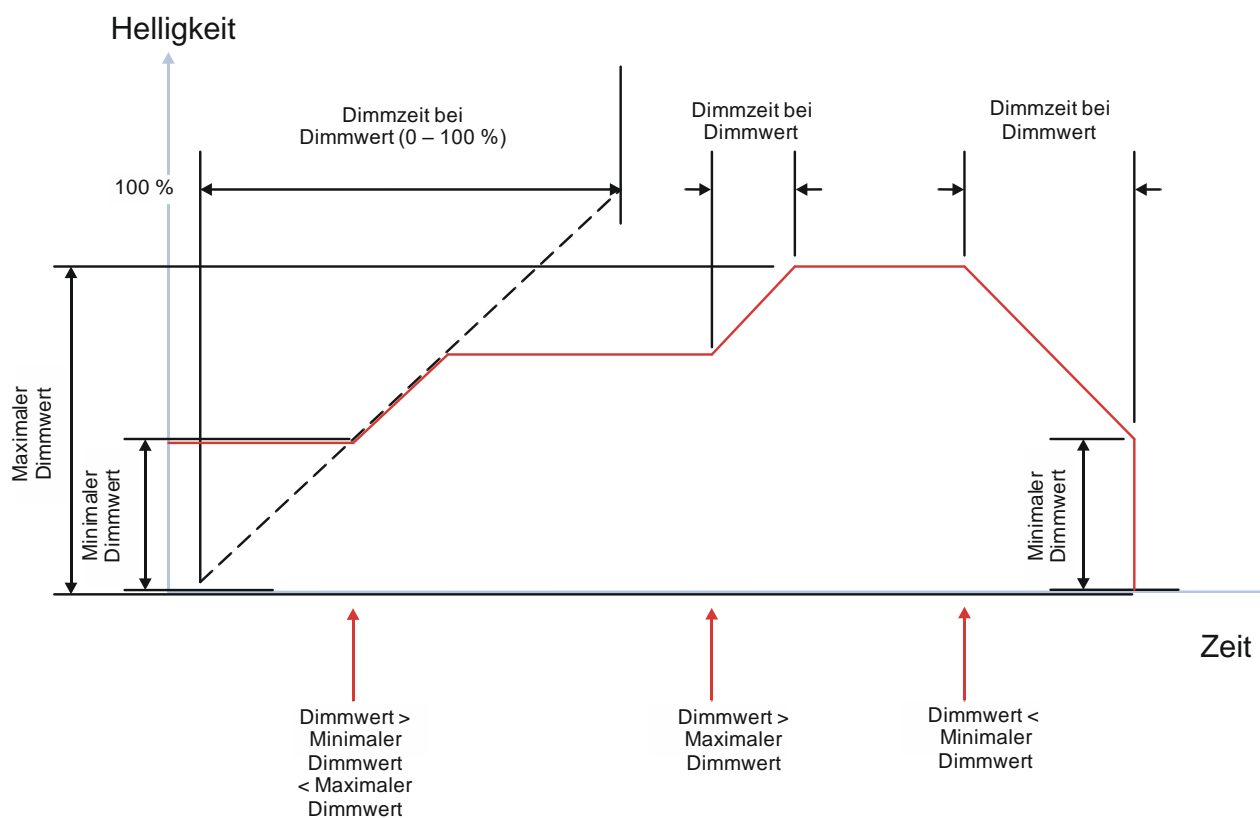 Helligkeit
Dimmzeit bei
Dimmwert (0 – 100 %)
Dimmzeit bei
Dimmwert
Dimmzeit bei
Dimmwert
100 %
Maximaler
Dimmwert
Minimaler
Dimmwert
Minimaler
Dimmwert
Zeit
Dimmwert >
Minimaler
Dimmwert
< Maximaler
Dimmwert
Dimmwert >
Maximaler
Dimmwert
Dimmwert <
Minimaler
Dimmwert